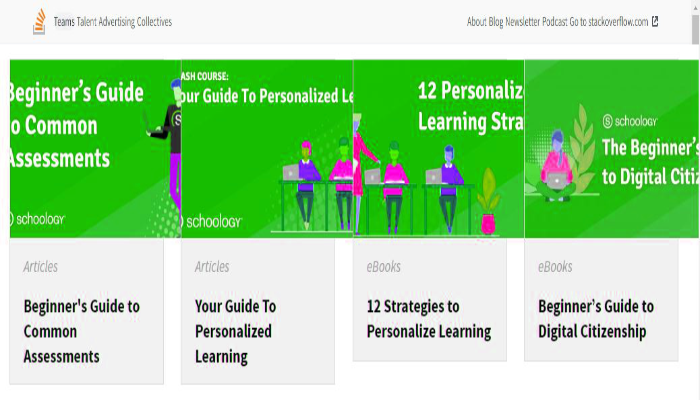 Teams Talent Advertising Collectives
About Blog Newsletter Podcast Go to stackoverflow.com
Beginner's Guide
o Common
Assessments
schoology
ASH COURSE:
our Guide To Personalized Le
schoology
12 Personaliz
Learning Stra
schoology
The Beginner's
to Digital Citiz
Articles
Beginner's Guide to
Common
Assessments
Articles
Your Guide To
Personalized
Learning
eBooks
12 Strategies to
Personalize Learning
eBooks
Beginner's Guide to
Digital Citizenship